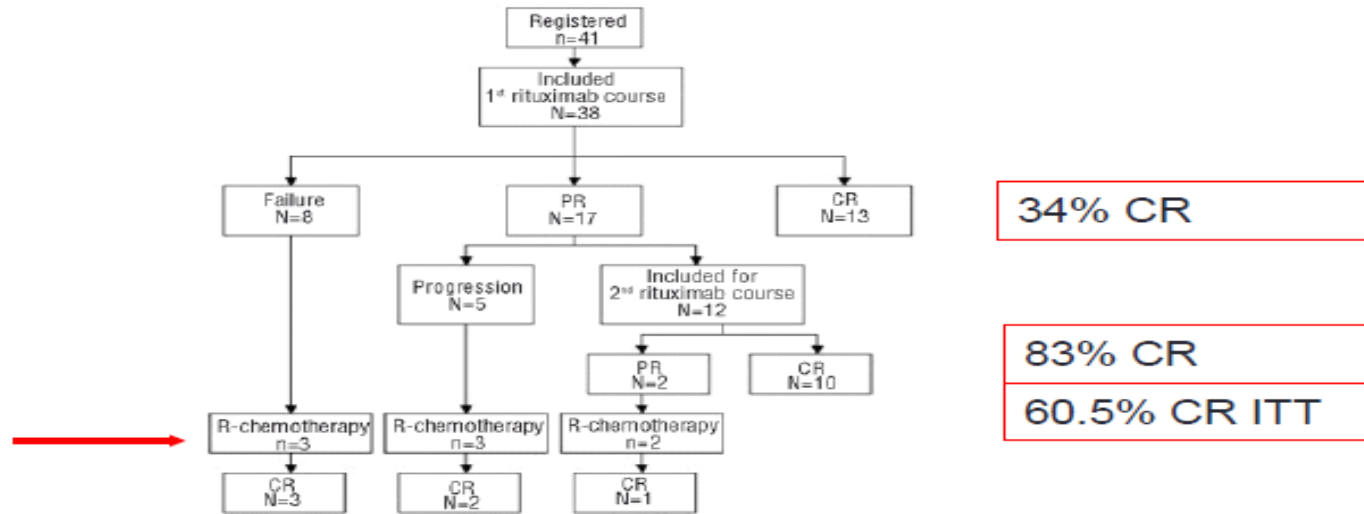 Registered
n=41
Included
1st rituximab course
N=38
Failure
N=8
PR
N=17
CR
N=13
34% CR
Progression
N=5
Included for
2nd rituximab course
N=12
PR
N=2
CR
N=10
83% CR
60.5% CR ITT
R-chemotherapy
n=3
R-chemotherapy
n=3
R-chemotherapy
n=2
CR
N=3
CR
N=2
CR
N=1